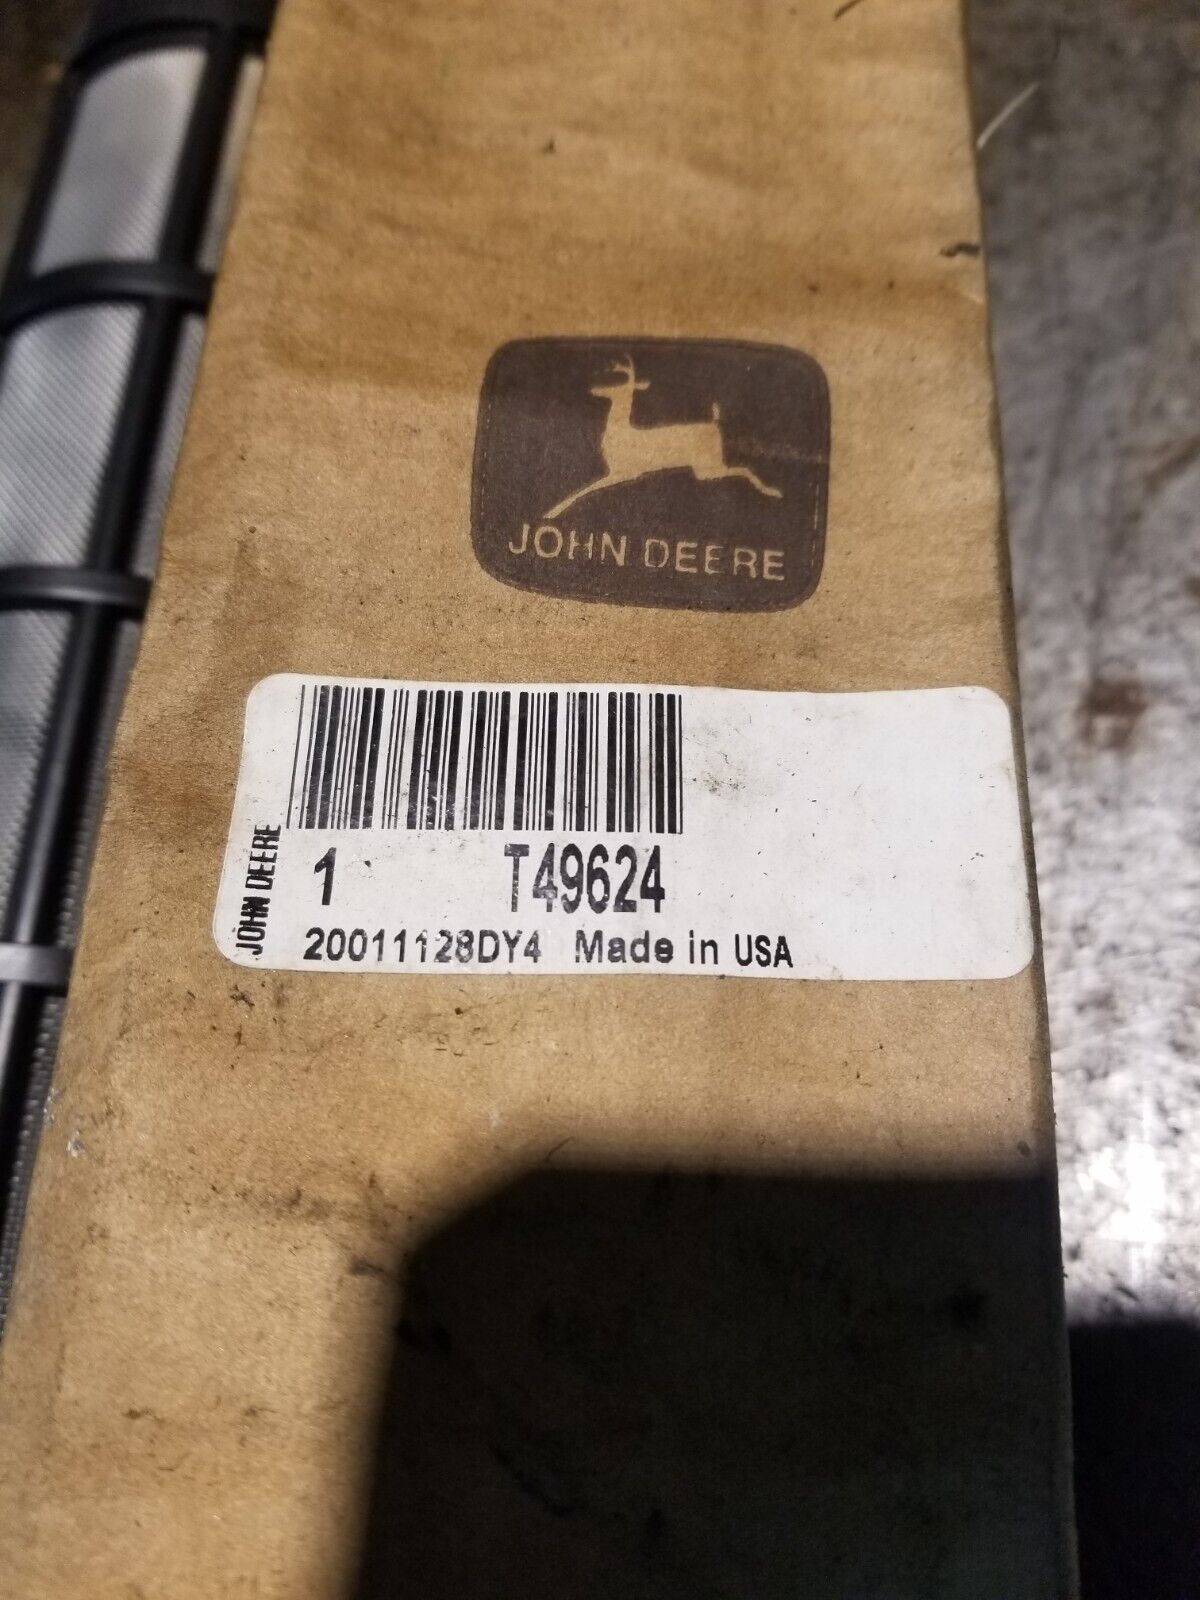 JOHN DEERE
JOHN DEERE
1 T49624
20011128DY4 Made in USA